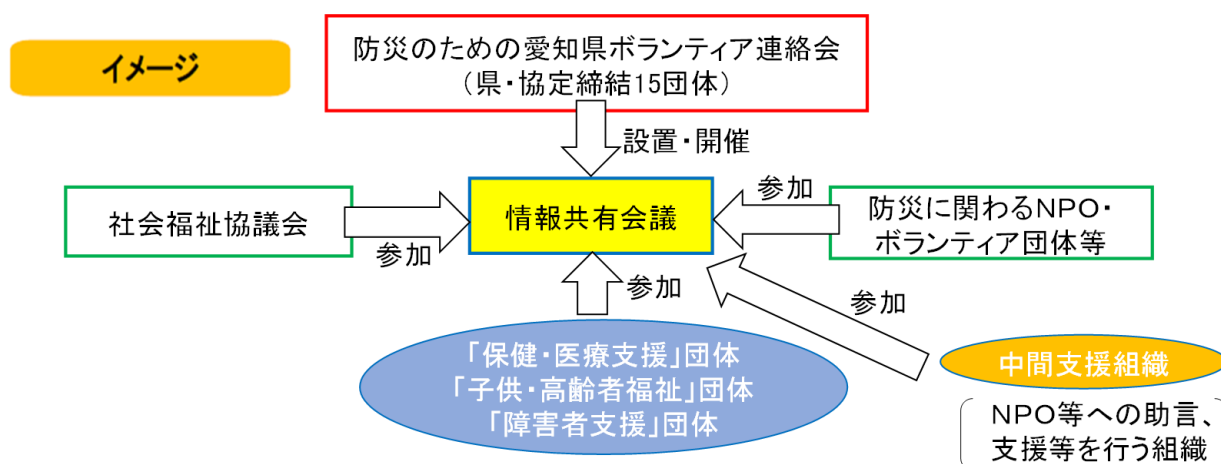 イメージ
防災のための愛知県ボランティア連絡会
(県・協定締結15団体)
設置・開催
社会福祉協議会
参加
情報共有会議
参加
防災に関わるNPO・
ボランティア団体等
参加
参加
「保健・医療支援」団体
「子供・高齢者福祉」団体
「障害者支援」団体
中間支援組織
NPO等への助言、
支援等を行う組織